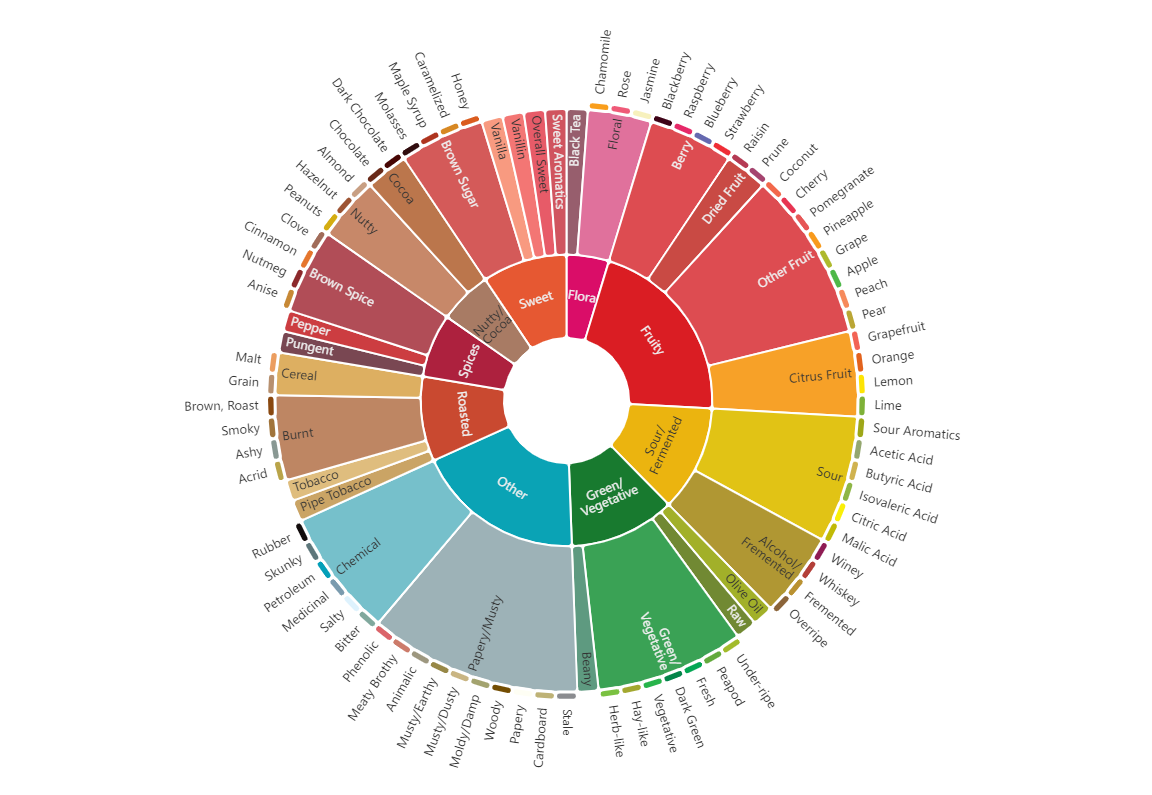 Flora
Black Tea
Floral
Chamomile
Rose
Jasmine
Fruity
Berry
Blackberry
Raspberry
Blueberry
Strawberry
Dried Fruit
Raisin
Prune
Other Fruit
Coconut
Cherry
Pomegranate
Pineapple
Grape
Apple
Peach
Pear
Citrus Fruit
Grapefruit
Orange
Lemon
Lime
Sour/
Fermented
Sour
Sour Aromatics
Acetic Acid
Butyric Acid
Isovaleric Acid
Citric Acid
Malic Acid
Alcohol/
Fremented
Winey
Whiskey
Fremented
Overripe
Green/
Vegetative
Olive Oil
Raw
Green/
Vegetative
Under-ripe
Peapod
Fresh
Dark Green
Vegetative
Hay-like
Herb-like
Beany
Other
Papery/Musty
Stale
Cardboard
Papery
Woody
Moldy/Damp
Musty/Dusty
Musty/Earthy
Animalic
Meaty Brothy
Phenolic
Chemical
Bitter
Salty
Medicinal
Petroleum
Skunky
Rubber
Roasted
Pipe Tobacco
Tobacco
Burnt
Acrid
Ashy
Smoky
Brown, Roast
Cereal
Grain
Malt
Spices
Pungent
Pepper
Brown Spice
Anise
Nutmeg
Cinnamon
Clove
Nutty/
Cocoa
Nutty
Peanuts
Hazelnut
Almond
Cocoa
Chocolate
Dark Chocolate
Sweet
Brown Sugar
Molasses
Maple Syrup
Caramelized
Honey
Vanilla
Vanillin
Overall Sweet
Sweet Aromatics